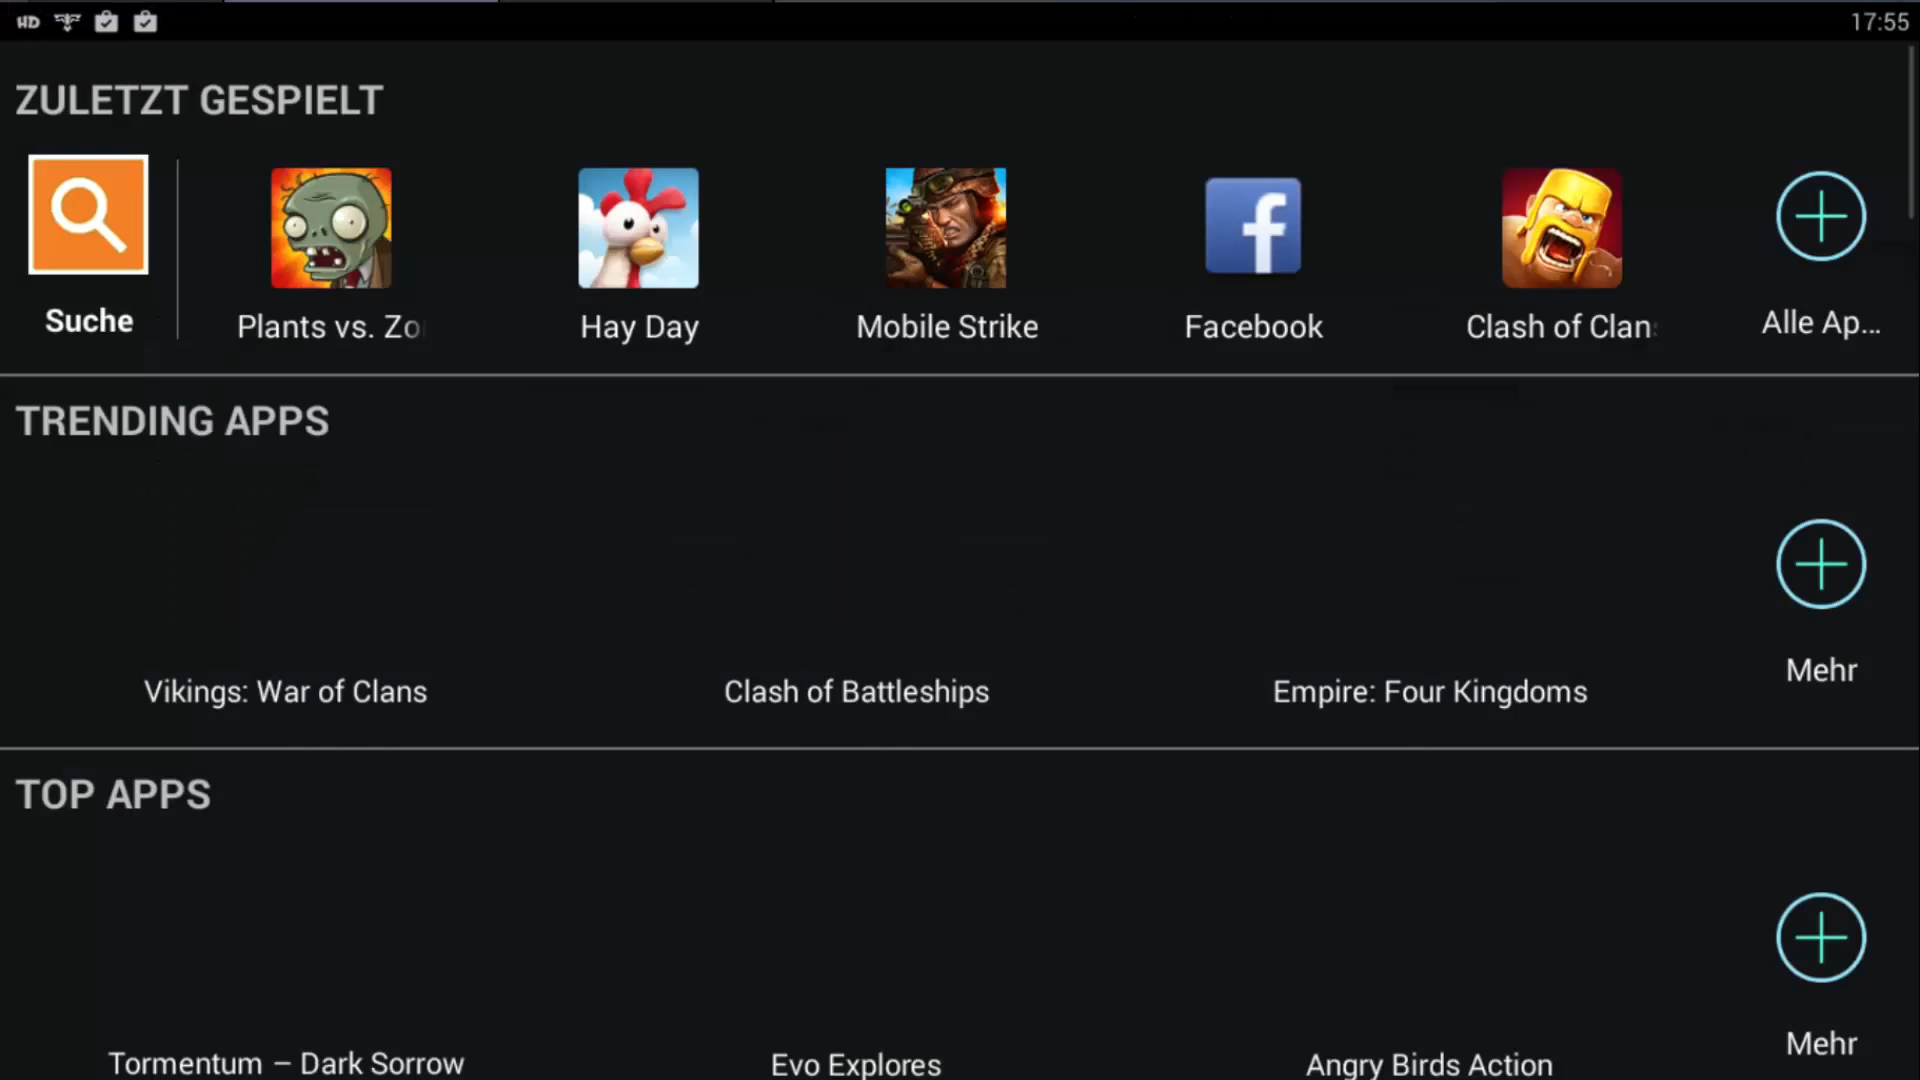 HD
17:55
ZULETZT GESPIELT
Suche
Plants vs. Zo
Hay Day
Mobile Strike
Facebook
Clash of Clans
Alle Ap...
TRENDING APPS
Vikings: War of Clans
Clash of Battleships
Empire: Four Kingdoms
Mehr
TOP APPS
Tormentum – Dark Sorrow
Evo Explores
Angry Birds Action
Mehr